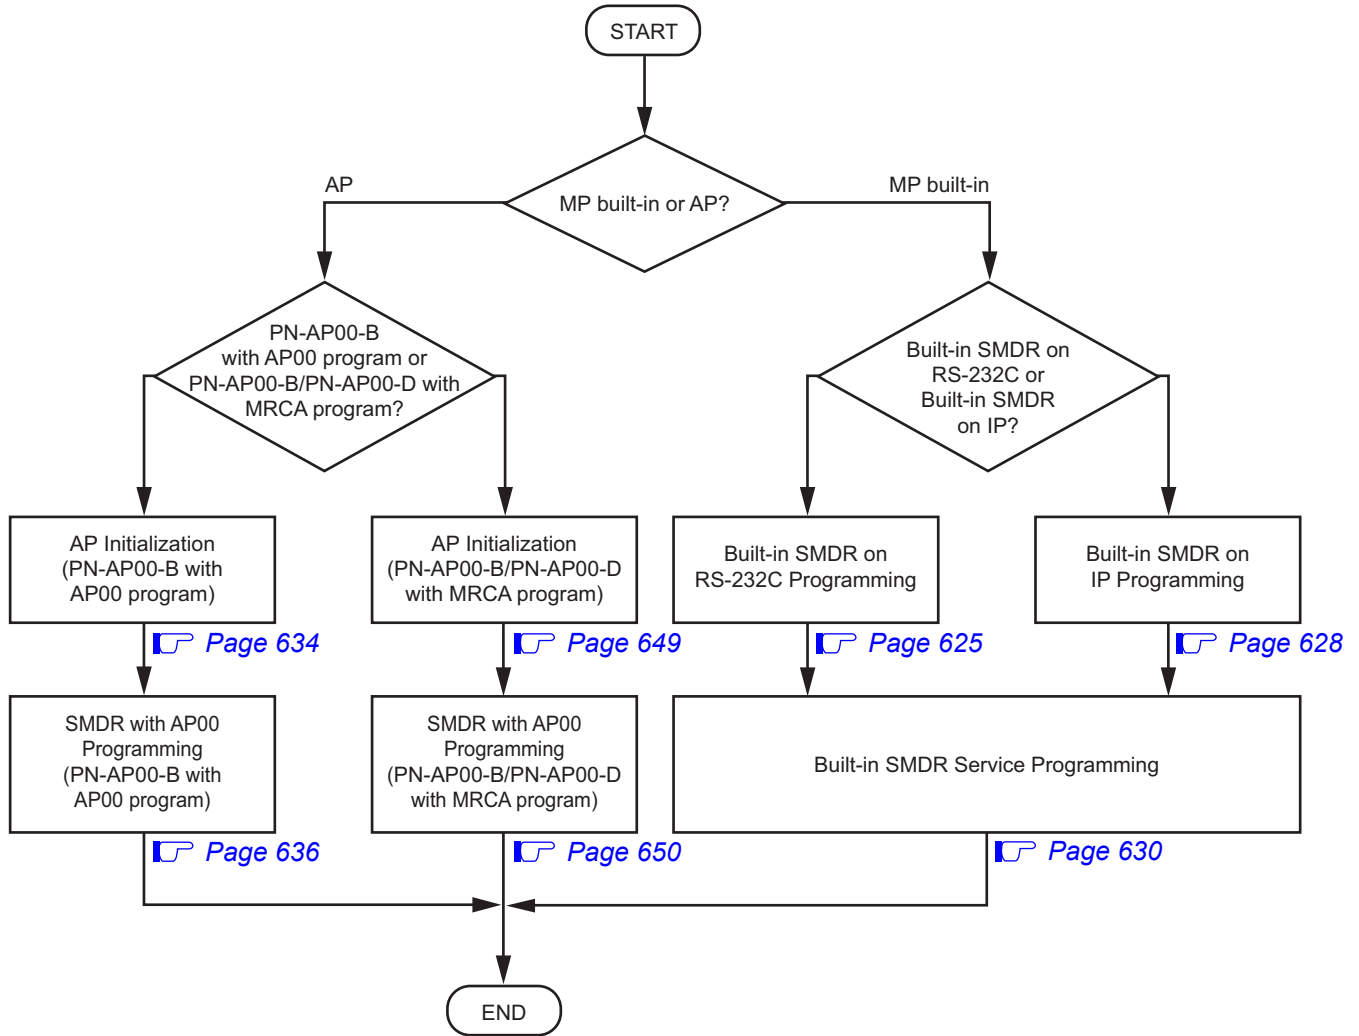 START
MP built-in or AP?
AP
MP built-in
PN-AP00-B
with AP00 program or
PN-AP00-B/PN-AP00-D with
MRCA program?
Built-in SMDR on
RS-232C or
Built-in SMDR
on IP?
AP Initialization
(PN-AP00-B with
AP00 program)
Page 634
AP Initialization
(PN-AP00-B/PN-AP00-D
with MRCA program)
Page 649
Built-in SMDR on
RS-232C Programming
Page 625
Built-in SMDR on
IP Programming
Page 628
SMDR with AP00
Programming
(PN-AP00-B with
AP00 program)
Page 636
SMDR with AP00
Programming
(PN-AP00-B/PN-AP00-D
with MRCA program)
Page 650
Built-in SMDR Service Programming
Page 630
END